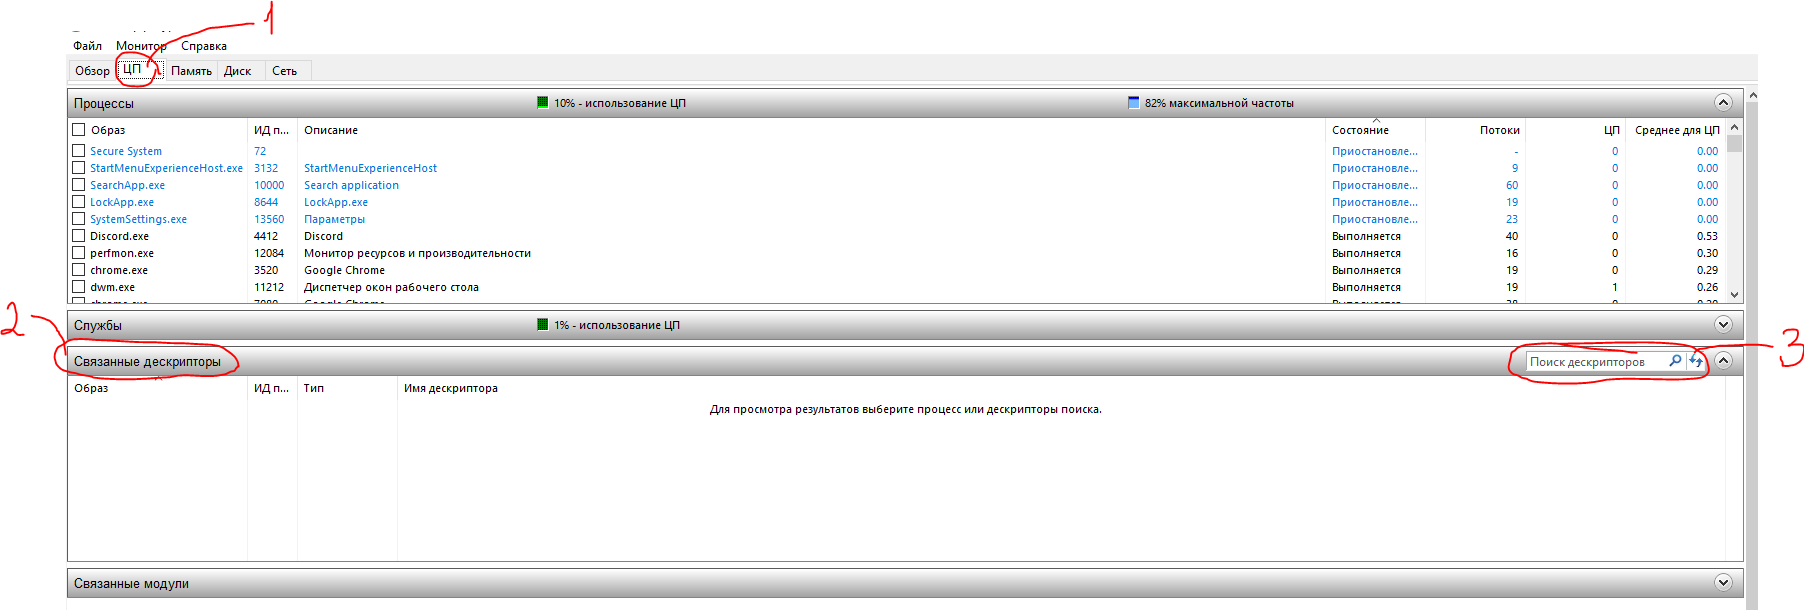 1
Файл Монитор Справка
Обзор ЦП Память Диск Сеть
Процессы 10% - использование ЦП 82% максимальной частоты
Образ ИД п... Описание Состояние Потоки ЦП Среднее для ЦП
Secure System 72 Приостановле... - 0 0.00
StartMenuExperienceHost.exe 3132 StartMenuExperienceHost Приостановле... 9 0 0.00
SearchApp.exe 10000 Search application Приостановле... 60 0 0.00
LockApp.exe 8644 LockApp.exe Приостановле... 19 0 0.00
SystemSettings.exe 13560 Параметры Приостановле... 23 0 0.00
Discord.exe 4412 Discord Выполняется 40 0 0.53
perfmon.exe 12084 Монитор ресурсов и производительности Выполняется 16 0 0.30
chrome.exe 3520 Google Chrome Выполняется 19 0 0.29
dwm.exe 11212 Диспетчер окон рабочего стола Выполняется 19 1 0.26
2
Службы 1% - использование ЦП
Связанные дескрипторы Поиск дескрипторов 3
Образ ИД п... Тип Имя дескриптора
Для просмотра результатов выберите процесс или дескрипторы поиска.
Связанные модули